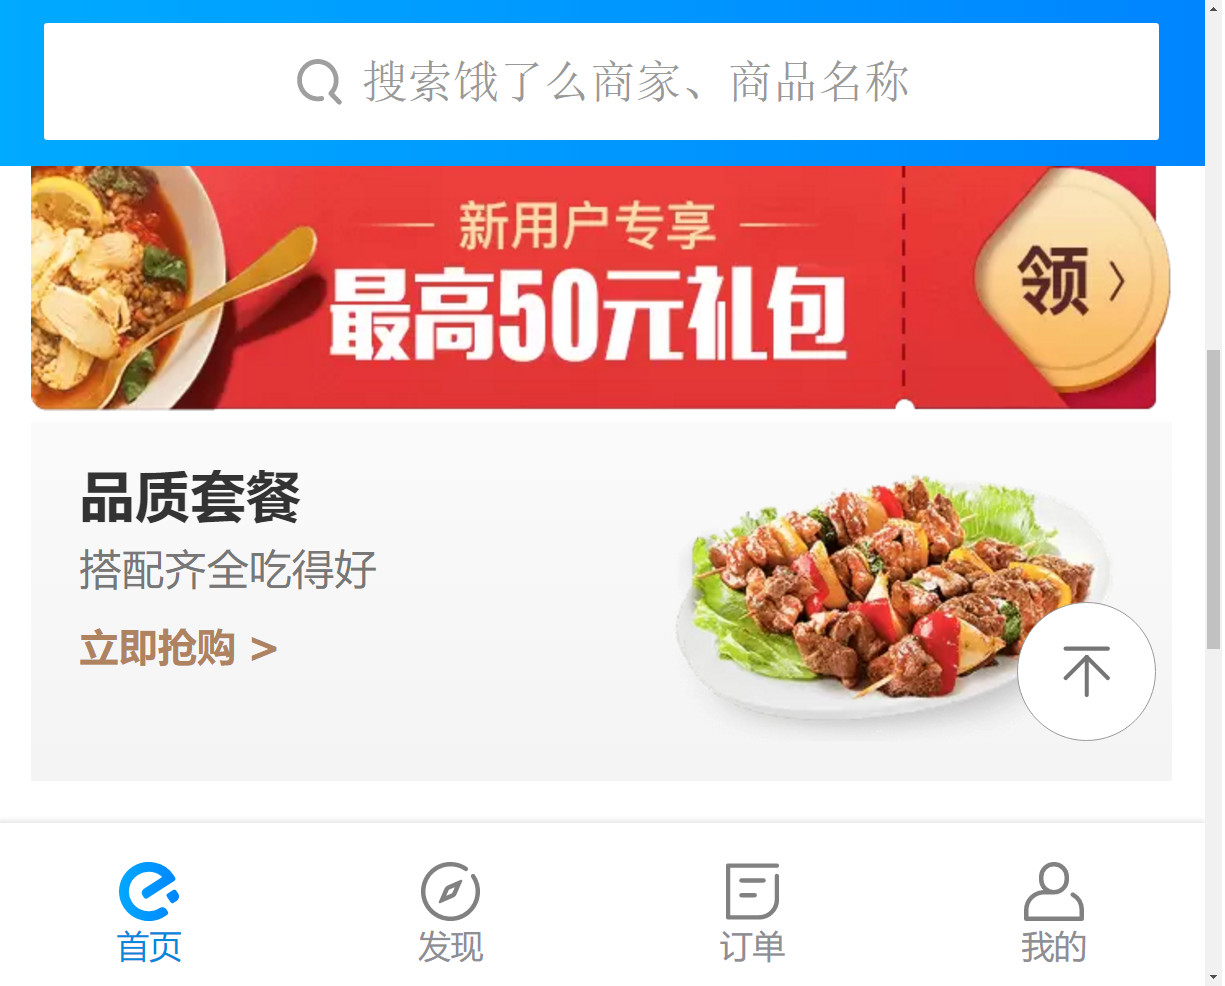 搜索饿了么商家、商品名称
新用户专享
最高50元礼包
领 >
品质套餐
搭配齐全吃得好
立即抢购 >
首页
发现
订单
我的